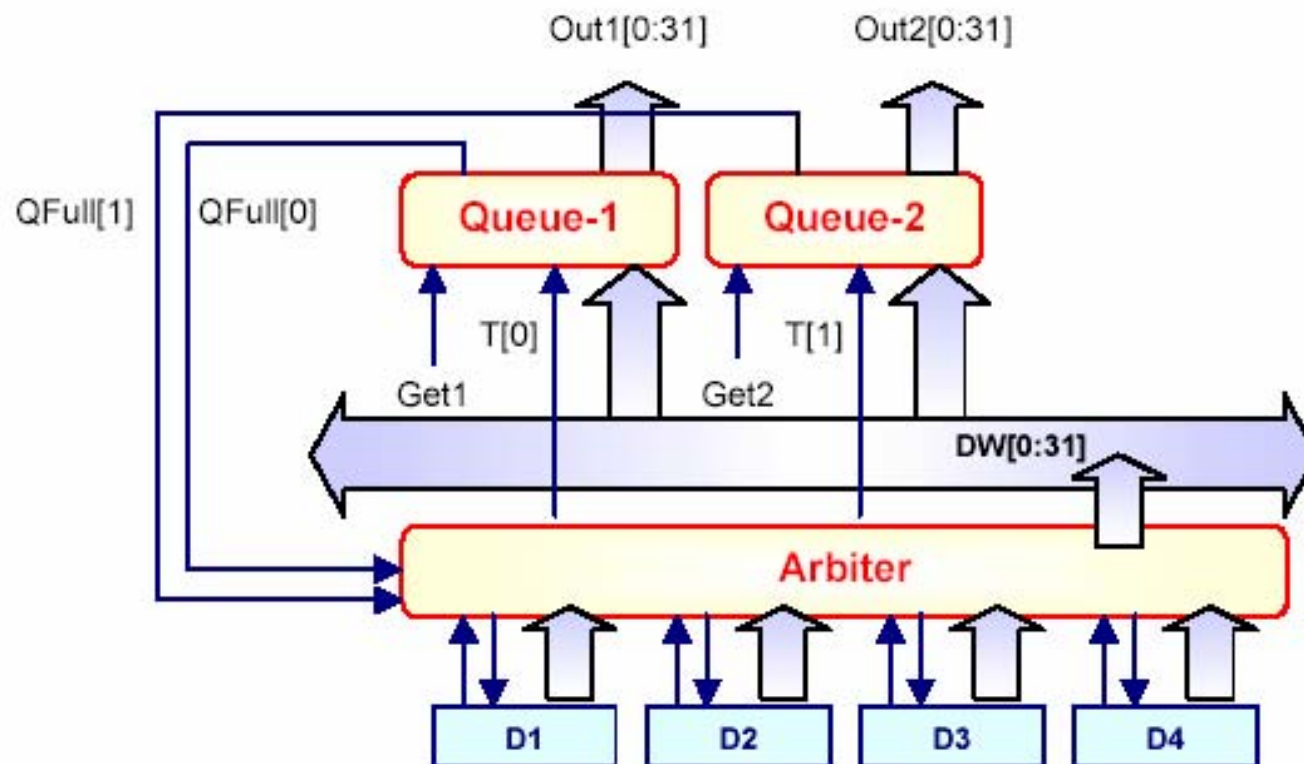 Out1[0:31]
Out2[0:31]
QFull[1]
QFull[0]
Queue-1
Queue-2
T[0]
T[1]
Get1
Get2
DW[0:31]
Arbiter
D1
D2
D3
D4